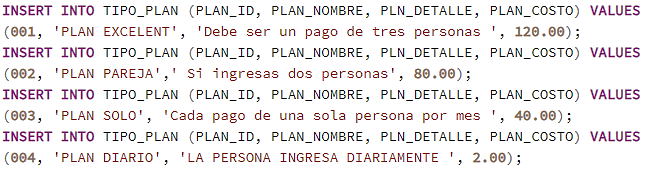 INSERT INTO TIPO_PLAN (PLAN_ID, PLAN_NOMBRE, PLN_DETALLE, PLAN_COSTO) VALUES
(001, 'PLAN EXCELENT', 'Debe ser un pago de tres personas ', 120.00);
INSERT INTO TIPO_PLAN (PLAN_ID, PLAN_NOMBRE, PLN_DETALLE, PLAN_COSTO) VALUES
(002, 'PLAN PAREJA',' Si ingresas dos personas', 80.00);
INSERT INTO TIPO_PLAN (PLAN_ID, PLAN_NOMBRE, PLN_DETALLE, PLAN_COSTO) VALUES
(003, 'PLAN SOLO', 'Cada pago de una sola persona por mes ', 40.00);
INSERT INTO TIPO_PLAN (PLAN_ID, PLAN_NOMBRE, PLN_DETALLE, PLAN_COSTO) VALUES
(004, 'PLAN DIARIO', 'LA PERSONA INGRESA DIARIAMENTE ', 2.00);